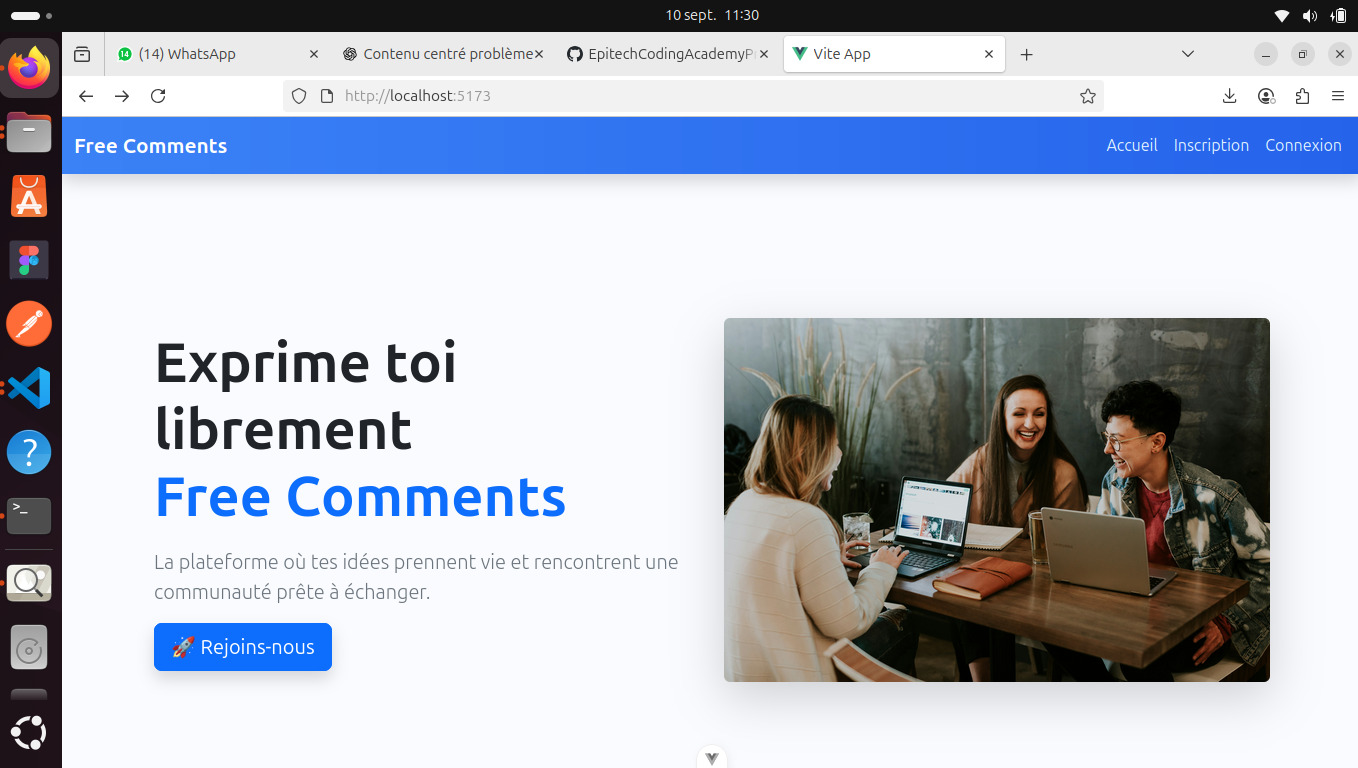 10 sept. 11:30
14
(14) WhatsApp
Contenu centré problème
EpitechCodingAcademyP
Vite App
http://localhost:5173
Free Comments
Accueil
Inscription
Connexion
Exprime toi
librement
Free Comments
La plateforme où tes idées prennent vie et rencontrent une
communauté prête à échanger.
🚀 Rejoins-nous